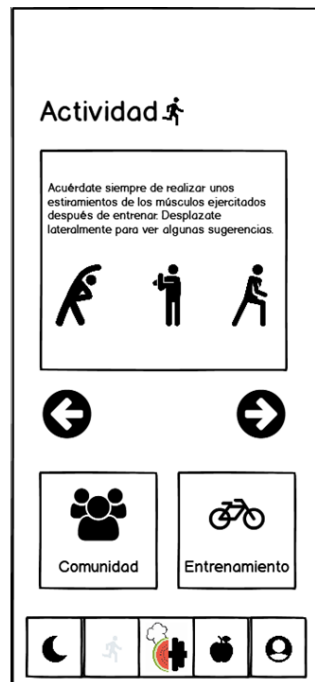 Actividad
Acuérdate siempre de realizar unos
estiramientos de los músculos ejercitados
después de entrenar. Desplazate
lateralmente para ver algunas sugerencias.
Comunidad
Entrenamiento